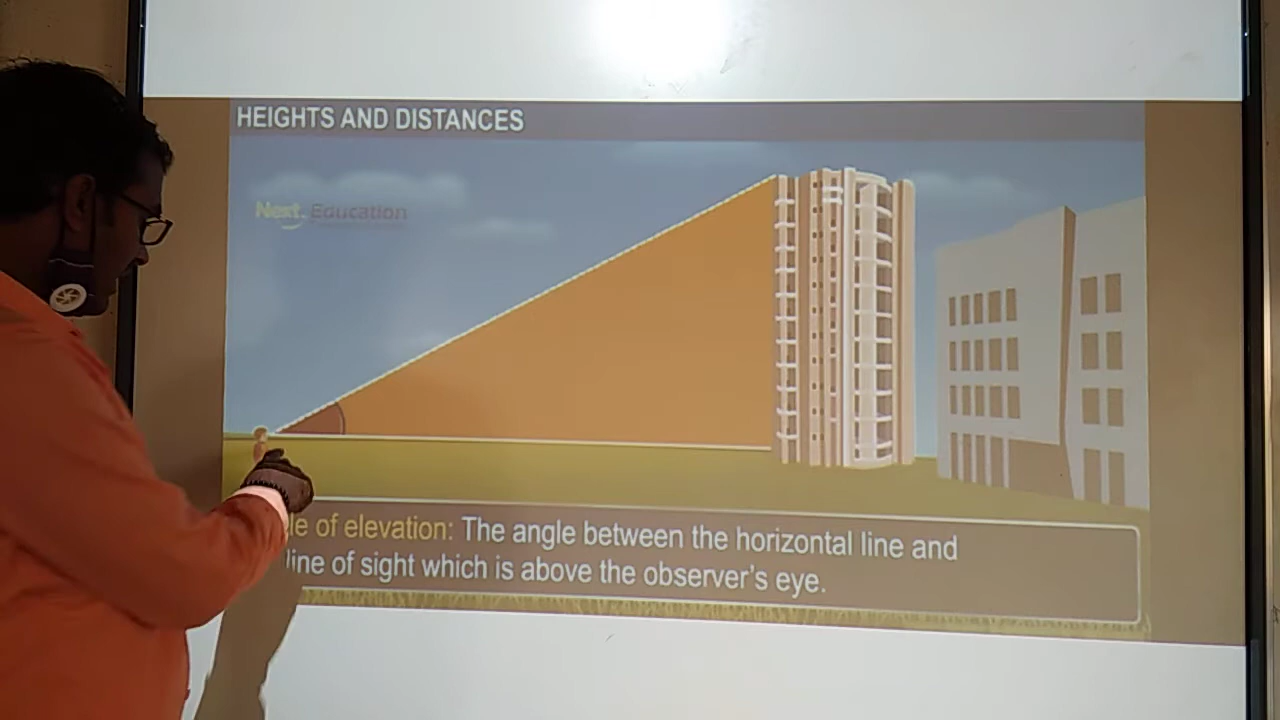 HEIGHTS AND DISTANCES
Next Education
le of elevation: The angle between the horizontal line and
line of sight which is above the observer's eye.